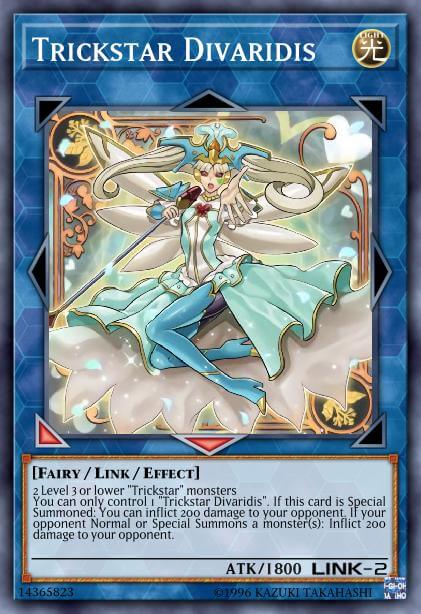 Trickstar Divaridis
LIGHT
光
[Fairy / Link / Effect]
2 Level 3 or lower "Trickstar" monsters
You can only control 1 "Trickstar Divaridis". If this card is Special
Summoned: You can inflict 200 damage to your opponent. If your
opponent Normal or Special Summons a monster(s): Inflict 200
damage to your opponent.
ATK/1800 LINK-2
14365823 ©1996 KAZUKI TAKAHASHI